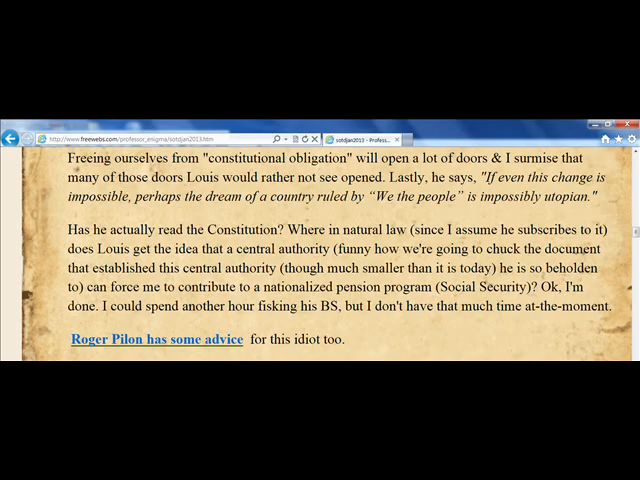 http://www.freewebs.com/professor_enigma/sotdjan2013.htm
sotdjan2013 - Profess...
Freeing ourselves from "constitutional obligation" will open a lot of doors & I surmise that
many of those doors Louis would rather not see opened. Lastly, he says, "If even this change is
impossible, perhaps the dream of a country ruled by “We the people” is impossibly utopian."
Has he actually read the Constitution? Where in natural law (since I assume he subscribes to it)
does Louis get the idea that a central authority (funny how we're going to chuck the document
that established this central authority (though much smaller than it is today) he is so beholden
to) can force me to contribute to a nationalized pension program (Social Security)? Ok, I'm
done. I could spend another hour fisking his BS, but I don't have that much time at-the-moment.
Roger Pilon has some advice for this idiot too.